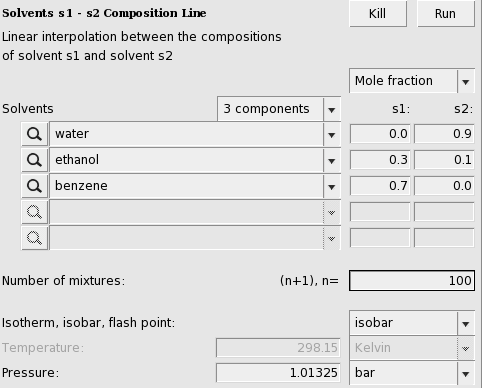 Solvents s1 - s2 Composition Line Kill Run
Linear interpolation between the compositions
of solvent s1 and solvent s2
Mole fraction
Solvents 3 components s1: s2:
water 0.0 0.9
ethanol 0.3 0.1
benzene 0.7 0.0
Number of mixtures: (n+1), n= 100
Isotherm, isobar, flash point: isobar
Temperature: 298.15 Kelvin
Pressure: 1.01325 bar